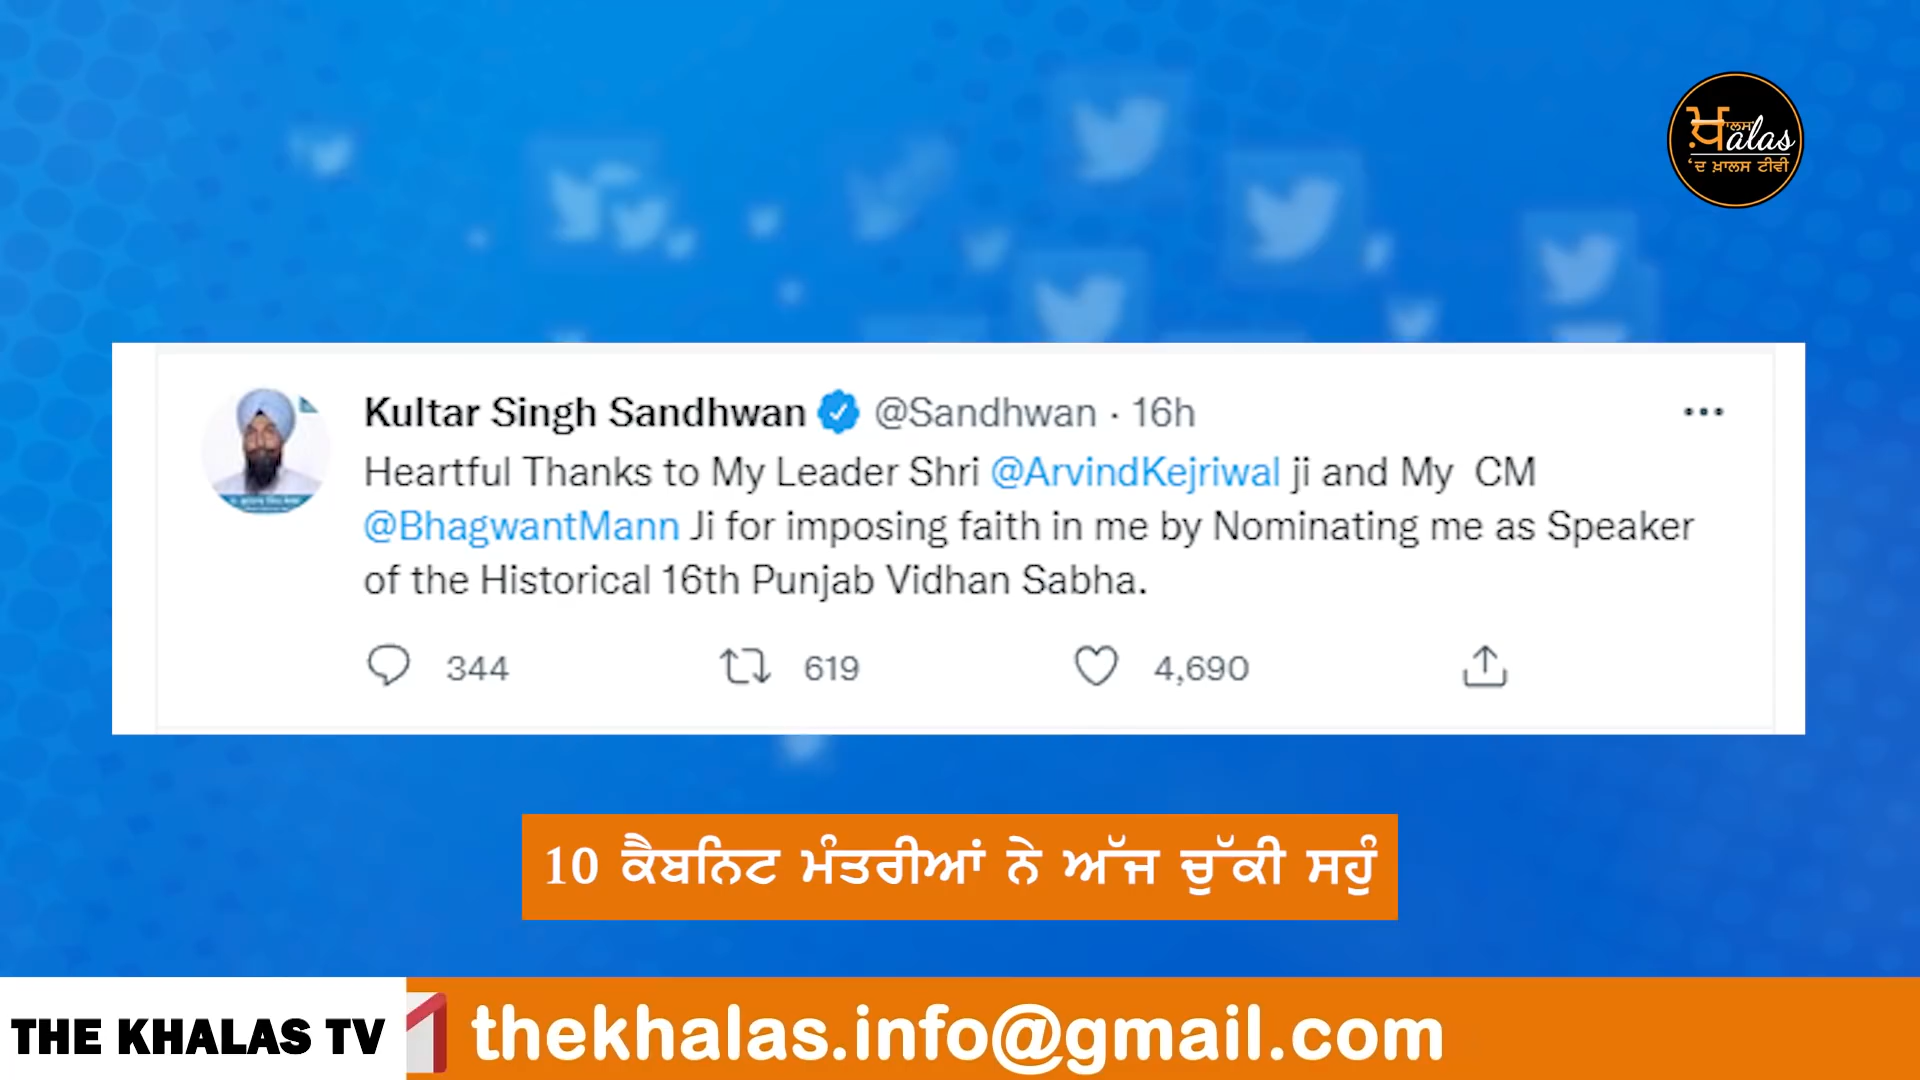 ਖ਼ਾਲਸ alas
'ਦ ਖ਼ਾਲਸ ਟੀਵੀ
Kultar Singh Sandhwan @Sandhwan · 16h
Heartful Thanks to My Leader Shri @ArvindKejriwal ji and My CM
@BhagwantMann Ji for imposing faith in me by Nominating me as Speaker
of the Historical 16th Punjab Vidhan Sabha.
344 619 4,690
10 ਕੈਬਨਿਟ ਮੰਤਰੀਆਂ ਨੇ ਅੱਜ ਚੁੱਕੀ ਸਹੁੰ
THE KHALAS TV thekhalas.info@gmail.com